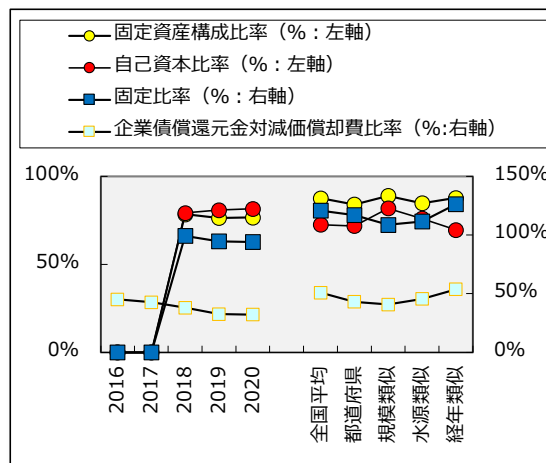 固定資産構成比率（%：左軸）
自己資本比率（%：左軸）
固定比率（%：右軸）
企業債償還元金対減価償却費比率（%:右軸）
100%
50%
0%
150%
100%
50%
0%
2016
2017
2018
2019
2020
全国平均
都道府県
規模類似
水源類似
経年類似